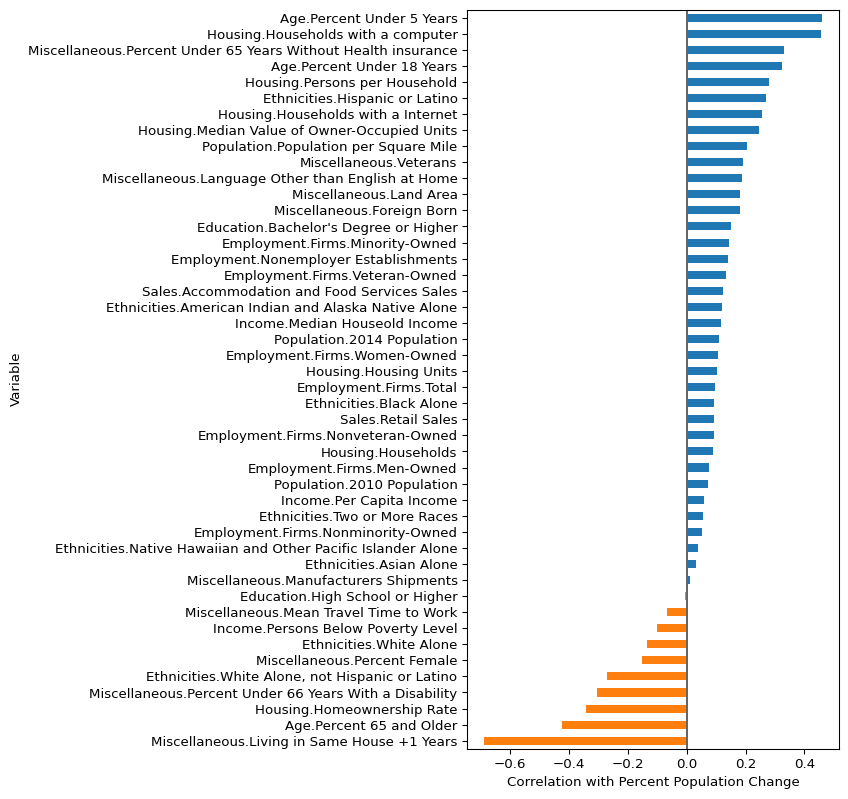 Age.Percent Under 5 Years
Housing.Households with a computer
Miscellaneous.Percent Under 65 Years Without Health insurance
Age.Percent Under 18 Years
Housing.Persons per Household
Ethnicities.Hispanic or Latino
Housing.Households with a Internet
Housing.Median Value of Owner-Occupied Units
Population.Population per Square Mile
Miscellaneous.Veterans
Miscellaneous.Language Other than English at Home
Miscellaneous.Land Area
Miscellaneous.Foreign Born
Education.Bachelor's Degree or Higher
Employment.Firms.Minority-Owned
Employment.Nonemployer Establishments
Employment.Firms.Veteran-Owned
Sales.Accommodation and Food Services Sales
Ethnicities.American Indian and Alaska Native Alone
Income.Median Houseold Income
Population.2014 Population
Employment.Firms.Women-Owned
Housing.Housing Units
Employment.Firms.Total
Ethnicities.Black Alone
Sales.Retail Sales
Employment.Firms.Nonveteran-Owned
Housing.Households
Employment.Firms.Men-Owned
Population.2010 Population
Income.Per Capita Income
Ethnicities.Two or More Races
Employment.Firms.Nonminority-Owned
Ethnicities.Native Hawaiian and Other Pacific Islander Alone
Ethnicities.Asian Alone
Miscellaneous.Manufacturers Shipments
Education.High School or Higher
Miscellaneous.Mean Travel Time to Work
Income.Persons Below Poverty Level
Ethnicities.White Alone
Miscellaneous.Percent Female
Ethnicities.White Alone, not Hispanic or Latino
Miscellaneous.Percent Under 66 Years With a Disability
Housing.Homeownership Rate
Age.Percent 65 and Older
Miscellaneous.Living in Same House +1 Years
Variable
−0.6 −0.4 −0.2 0.0 0.2 0.4
Correlation with Percent Population Change